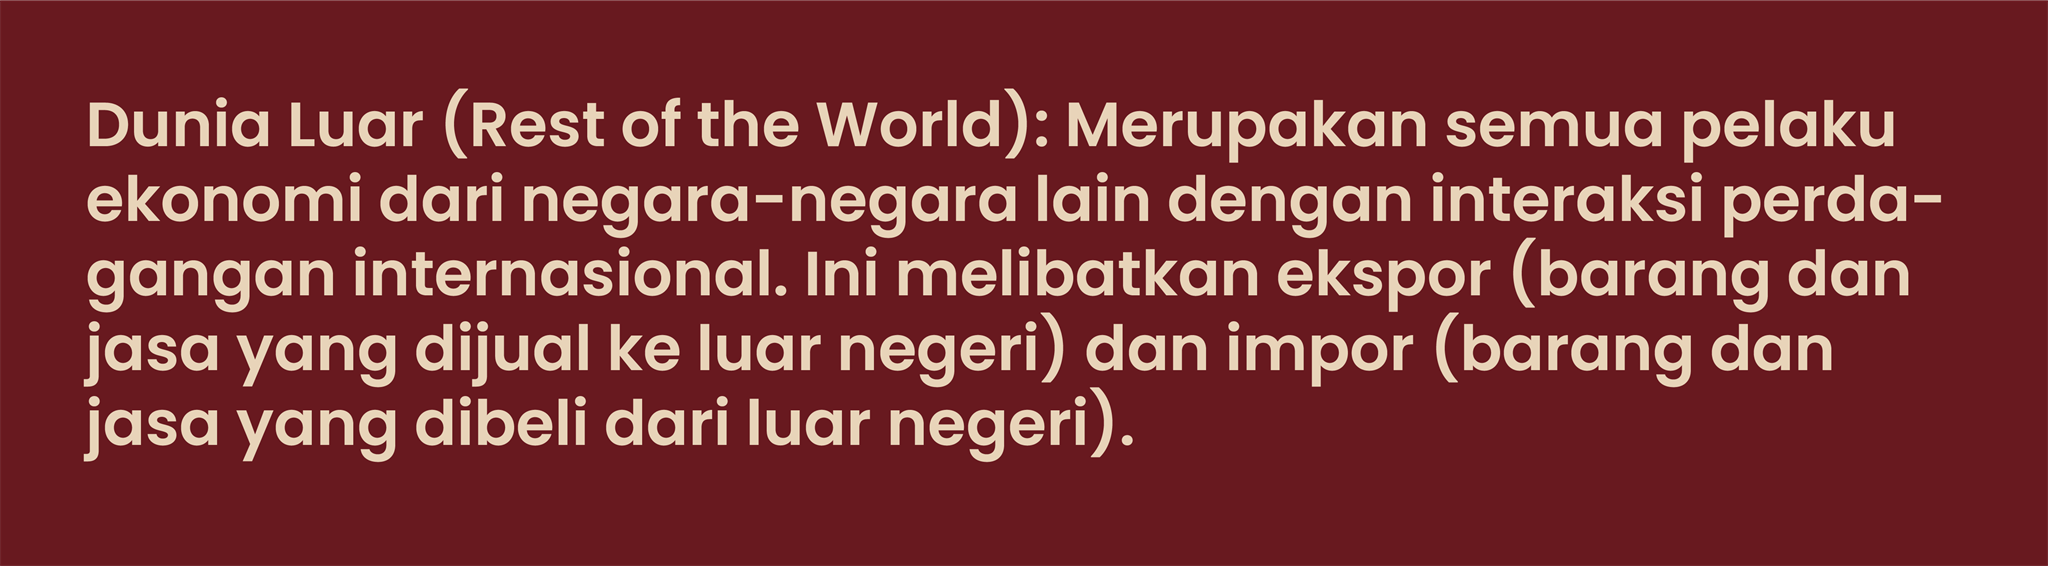 Dunia Luar (Rest of the World): Merupakan semua pelaku
ekonomi dari negara-negara lain dengan interaksi perda-
gangan internasional. Ini melibatkan ekspor (barang dan
jasa yang dijual ke luar negeri) dan impor (barang dan
jasa yang dibeli dari luar negeri).